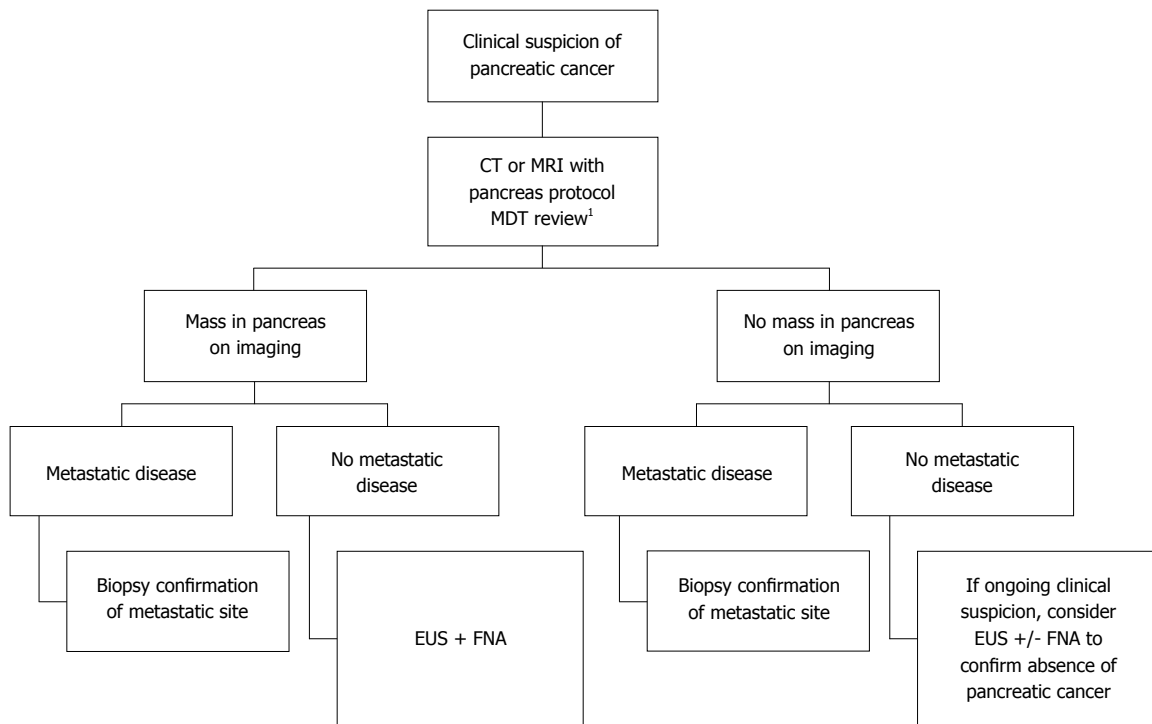 Clinical suspicion of
pancreatic cancer
CT or MRI with
pancreas protocol
MDT review¹
Mass in pancreas
on imaging
No mass in pancreas
on imaging
Metastatic disease
No metastatic
disease
Metastatic disease
No metastatic
disease
Biopsy confirmation
of metastatic site
EUS + FNA
Biopsy confirmation
of metastatic site
If ongoing clinical
suspicion, consider
EUS +/- FNA to
confirm absence of
pancreatic cancer